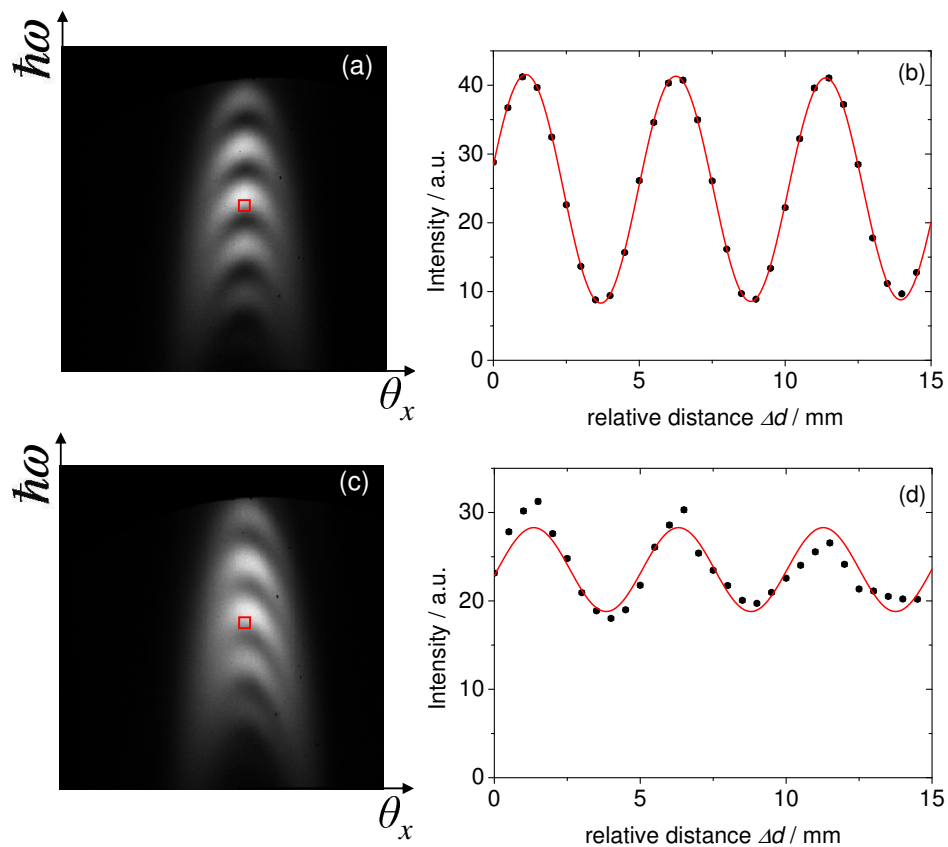 ħω
(a)
θx
(b)
Intensity / a.u.
40
30
20
10
0
0
5
10
15
relative distance Δd / mm
ħω
(c)
θx
(d)
Intensity / a.u.
30
20
10
0
0
5
10
15
relative distance Δd / mm